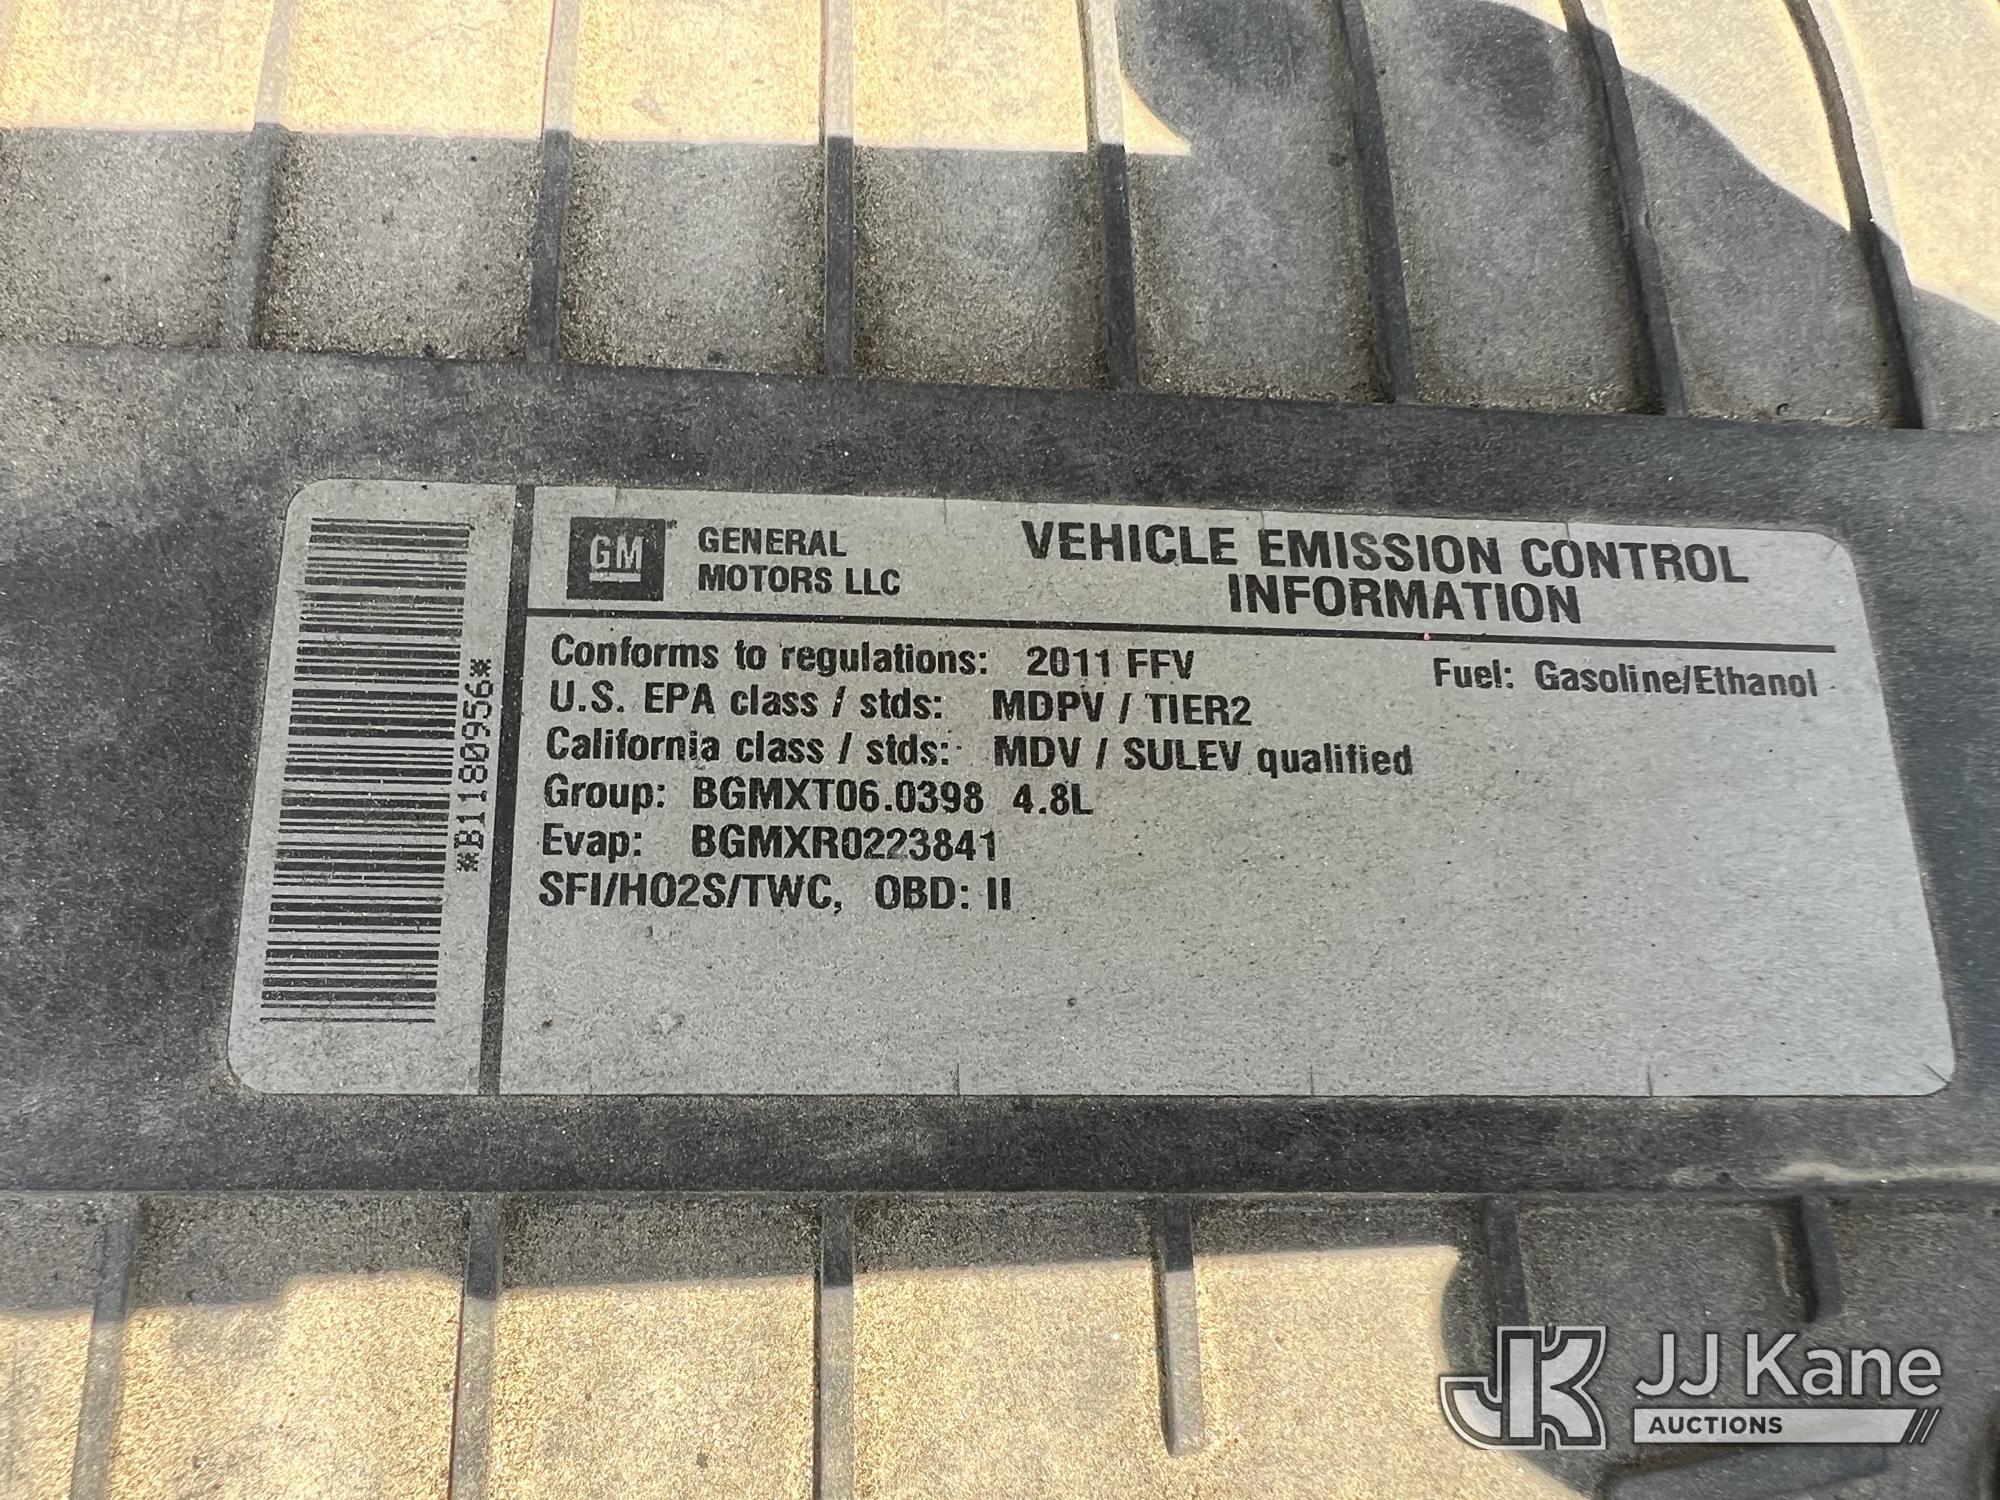 *B1180956*
GM GENERAL MOTORS LLC
VEHICLE EMISSION CONTROL
INFORMATION
Conforms to regulations: 2011 FFV Fuel: Gasoline/Ethanol
U.S. EPA class / stds: MDPV / TIER2
California class / stds: MDV / SULEV qualified
Group: BGMXT06.0398 4.8L
Evap: BGMXR0223841
SFI/HO2S/TWC, OBD: II
JK JJ Kane
AUCTIONS